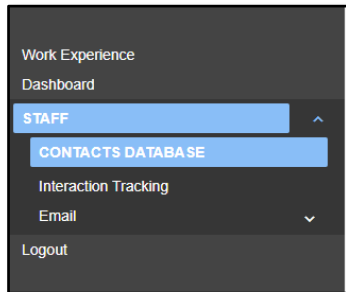 Work Experience
Dashboard
STAFF
CONTACTS DATABASE
Interaction Tracking
Email
Logout